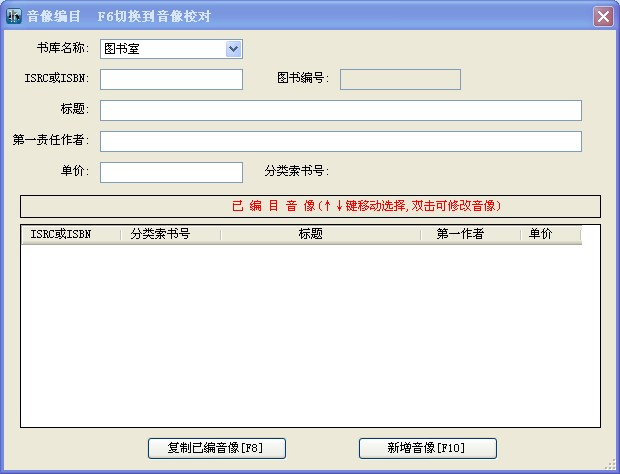 音像编目 F6切换到音像校对
书库名称: 图书室
ISRC或ISBN: 图书编号:
标题:
第一责任作者:
单价: 分类索书号:
已 编 目 音 像(↑↓键移动选择,双击可修改音像)
ISRC或ISBN 分类索书号 标题 第一作者 单价
复制已编音像[F8] 新增音像[F10]